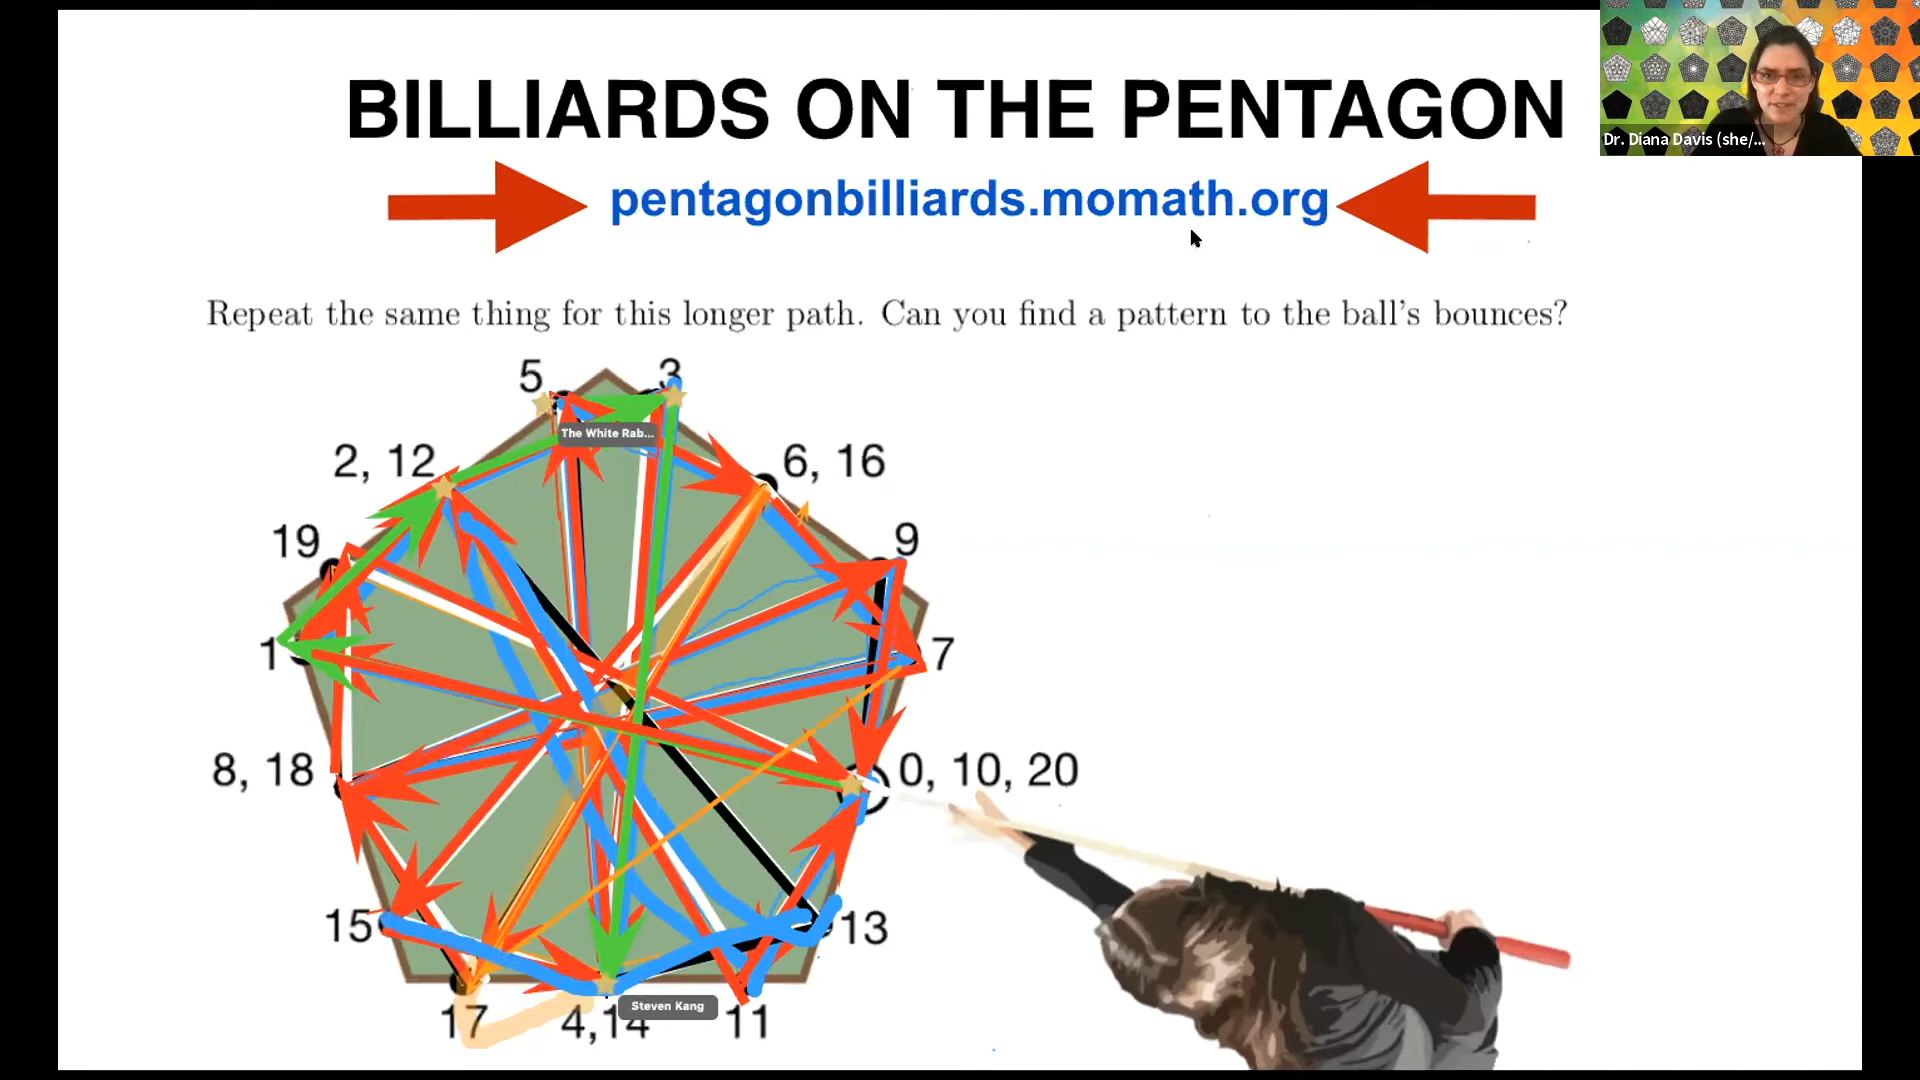 BILLIARDS ON THE PENTAGON
pentagonbilliards.momath.org
Dr. Diana Davis (she/...
Repeat the same thing for this longer path. Can you find a pattern to the ball's bounces?
5
3
The White Rab...
2, 12
6, 16
19
9
1
7
8, 18
0, 10, 20
15
13
Steven Kang
17
4,14
11